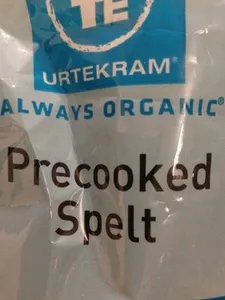 TE
URTEKRAM®
ALWAYS ORGANIC®
Precooked
Spelt